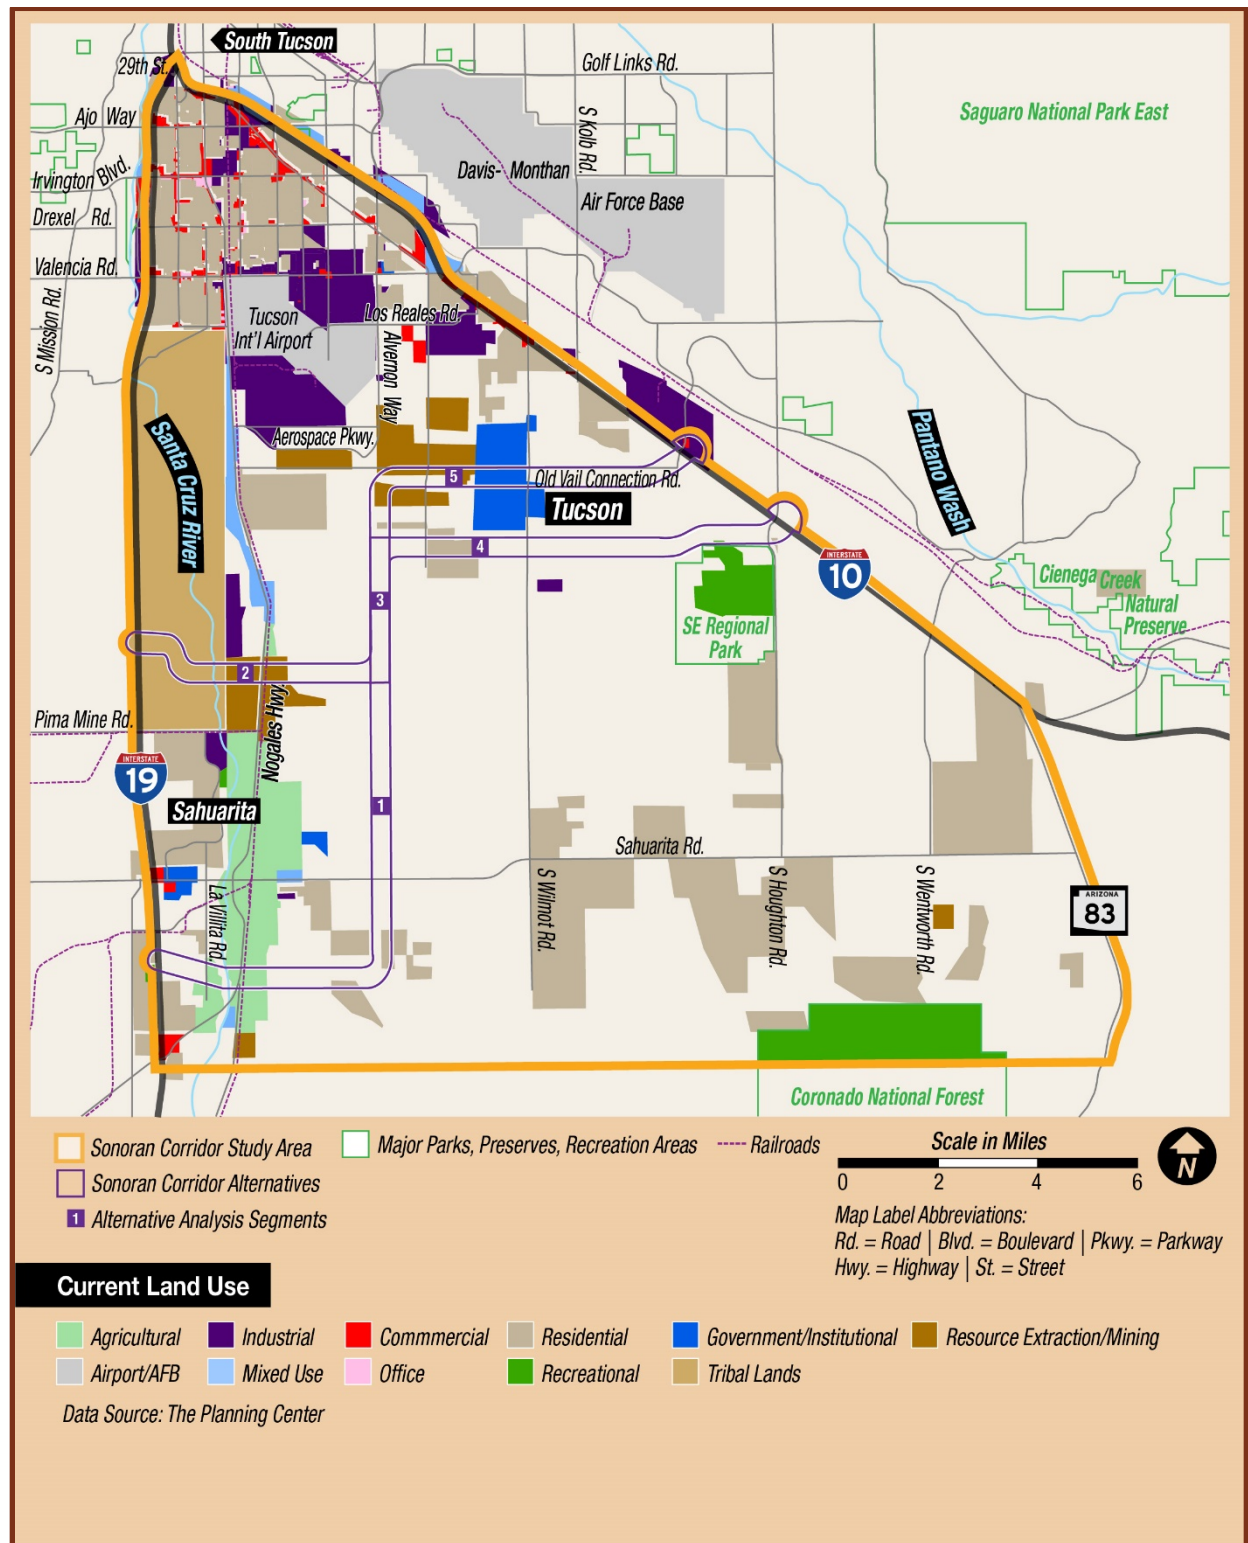 South Tucson
29th St.
Golf Links Rd.
Ajo Way
S Kolb Rd.
Saguaro National Park East
Irvington Blvd.
Davis- Monthan
Air Force Base
Drexel Rd.
Valencia Rd.
S Mission Rd.
Tucson
Int'l Airport
Los Reales Rd.
Alvernon Way
Santa Cruz River
Aerospace Pkwy.
Pantano Wash
5
Old Vail Connection Rd.
Tucson
4
INTERSTATE
10
Cienega Creek
Natural
Preserve
3
SE Regional
Park
2
Nogales Hwy
Pima Mine Rd.
INTERSTATE
19
Sahuarita
1
Sahuarita Rd.
La Villita Rd.
S Wilmot Rd.
S Houghton Rd.
S Wentworth Rd.
ARIZONA
83
Coronado National Forest
Sonoran Corridor Study Area
Major Parks, Preserves, Recreation Areas
Railroads
Scale in Miles
0 2 4 6
N
Sonoran Corridor Alternatives
1 Alternative Analysis Segments
Map Label Abbreviations:
Rd. = Road | Blvd. = Boulevard | Pkwy. = Parkway
Hwy. = Highway | St. = Street
Current Land Use
Agricultural Industrial Commmercial Residential Government/Institutional Resource Extraction/Mining
Airport/AFB Mixed Use Office Recreational Tribal Lands
Data Source: The Planning Center